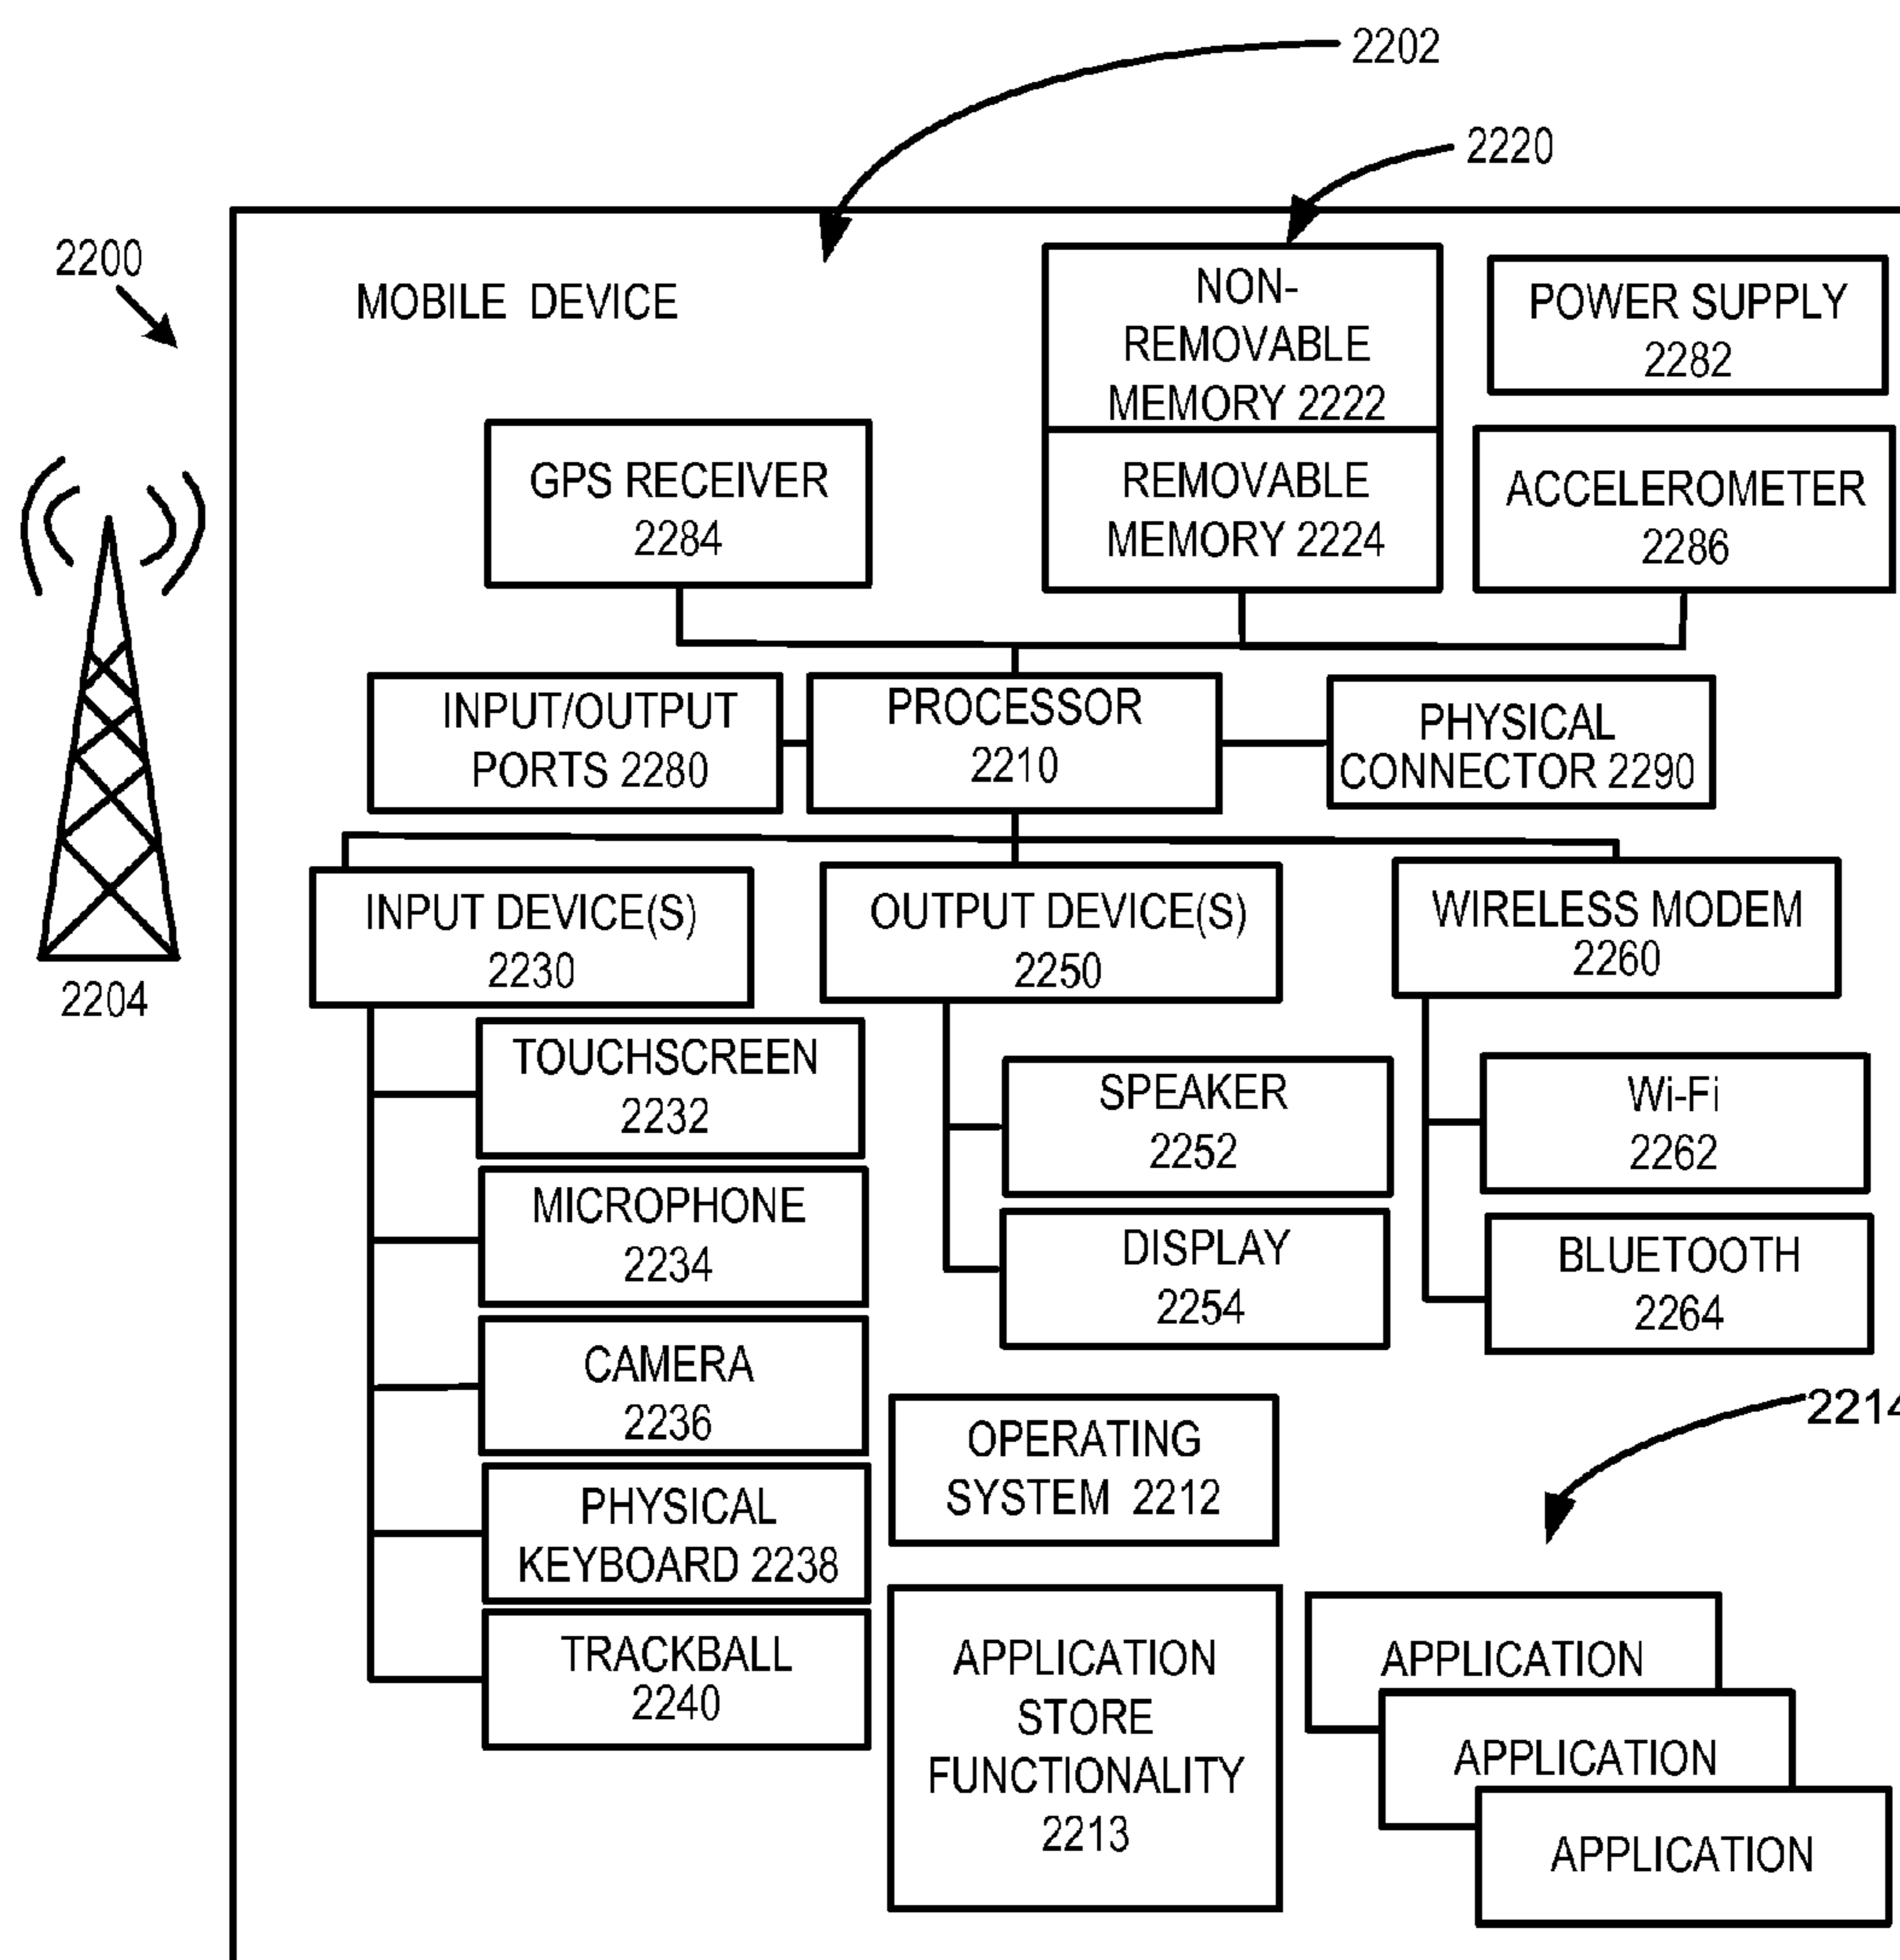 2202
2220
2200
MOBILE DEVICE
NON-
REMOVABLE
MEMORY 2222
POWER SUPPLY
2282
GPS RECEIVER
2284
REMOVABLE
MEMORY 2224
ACCELEROMETER
2286
INPUT/OUTPUT
PORTS 2280
PROCESSOR
2210
PHYSICAL
CONNECTOR 2290
INPUT DEVICE(S)
2230
OUTPUT DEVICE(S)
2250
WIRELESS MODEM
2260
2204
TOUCHSCREEN
2232
SPEAKER
2252
Wi-Fi
2262
MICROPHONE
2234
DISPLAY
2254
BLUETOOTH
2264
CAMERA
2236
2214
OPERATING
SYSTEM 2212
PHYSICAL
KEYBOARD 2238
TRACKBALL
2240
APPLICATION
STORE
FUNCTIONALITY
2213
APPLICATION
APPLICATION
APPLICATION